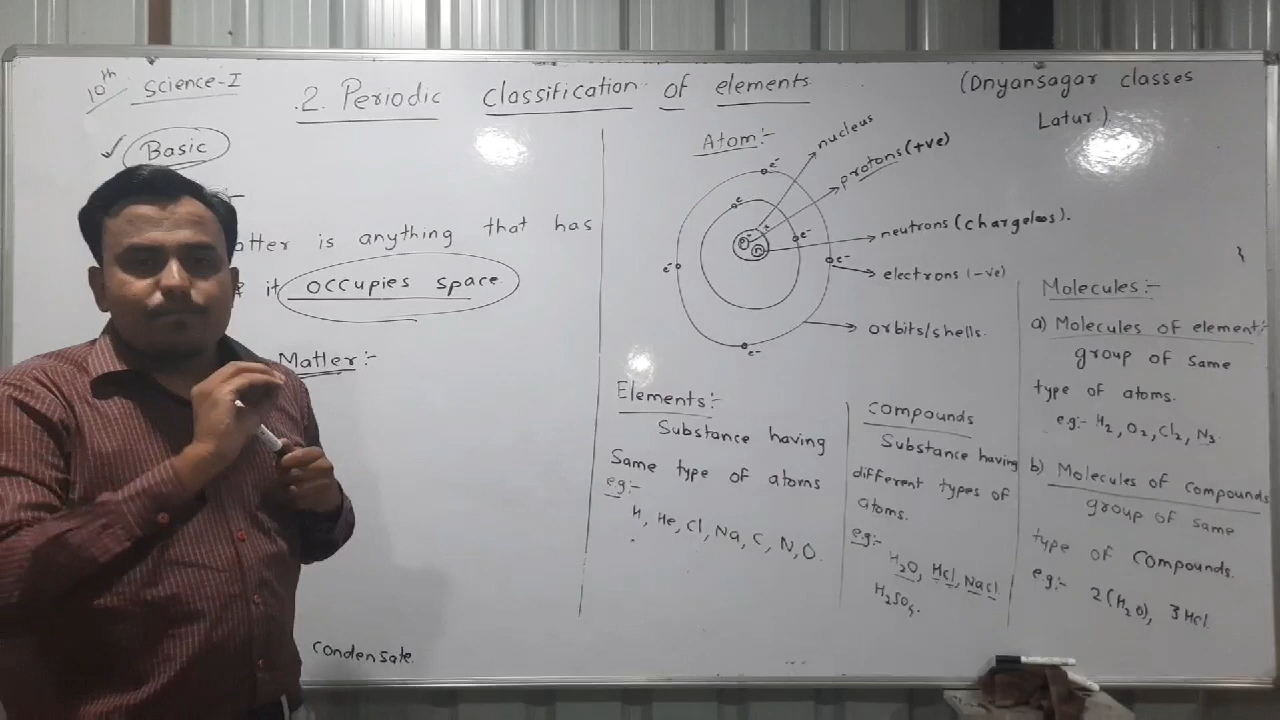 10th Science-I
2. Periodic classification of elements
(Dnyansagar classes
Latur.)
Basic
atter is anything that has
& it occupies space
Matter:-
condensate.
Atom:-
nucleus
protons(+ve)
neutrons(chargeless).
electrons(-ve)
orbits/shells.
e-
e
e-
e-
e-
e-
Elements:-
Substance having
Same type of atoms
eg:-
H, He, Cl, Na, C, N, O.
compounds
Substance having
different types of
atoms.
eg:-
H2O, Hcl, Nacl.
H2SO4.
Molecules:-
a) Molecules of element:-
group of same
type of atoms.
eg:- H2, O2, Cl2, N3.
b) Molecules of compounds
group of same
type of compounds.
eg:- 2(H2O), 3Hcl.